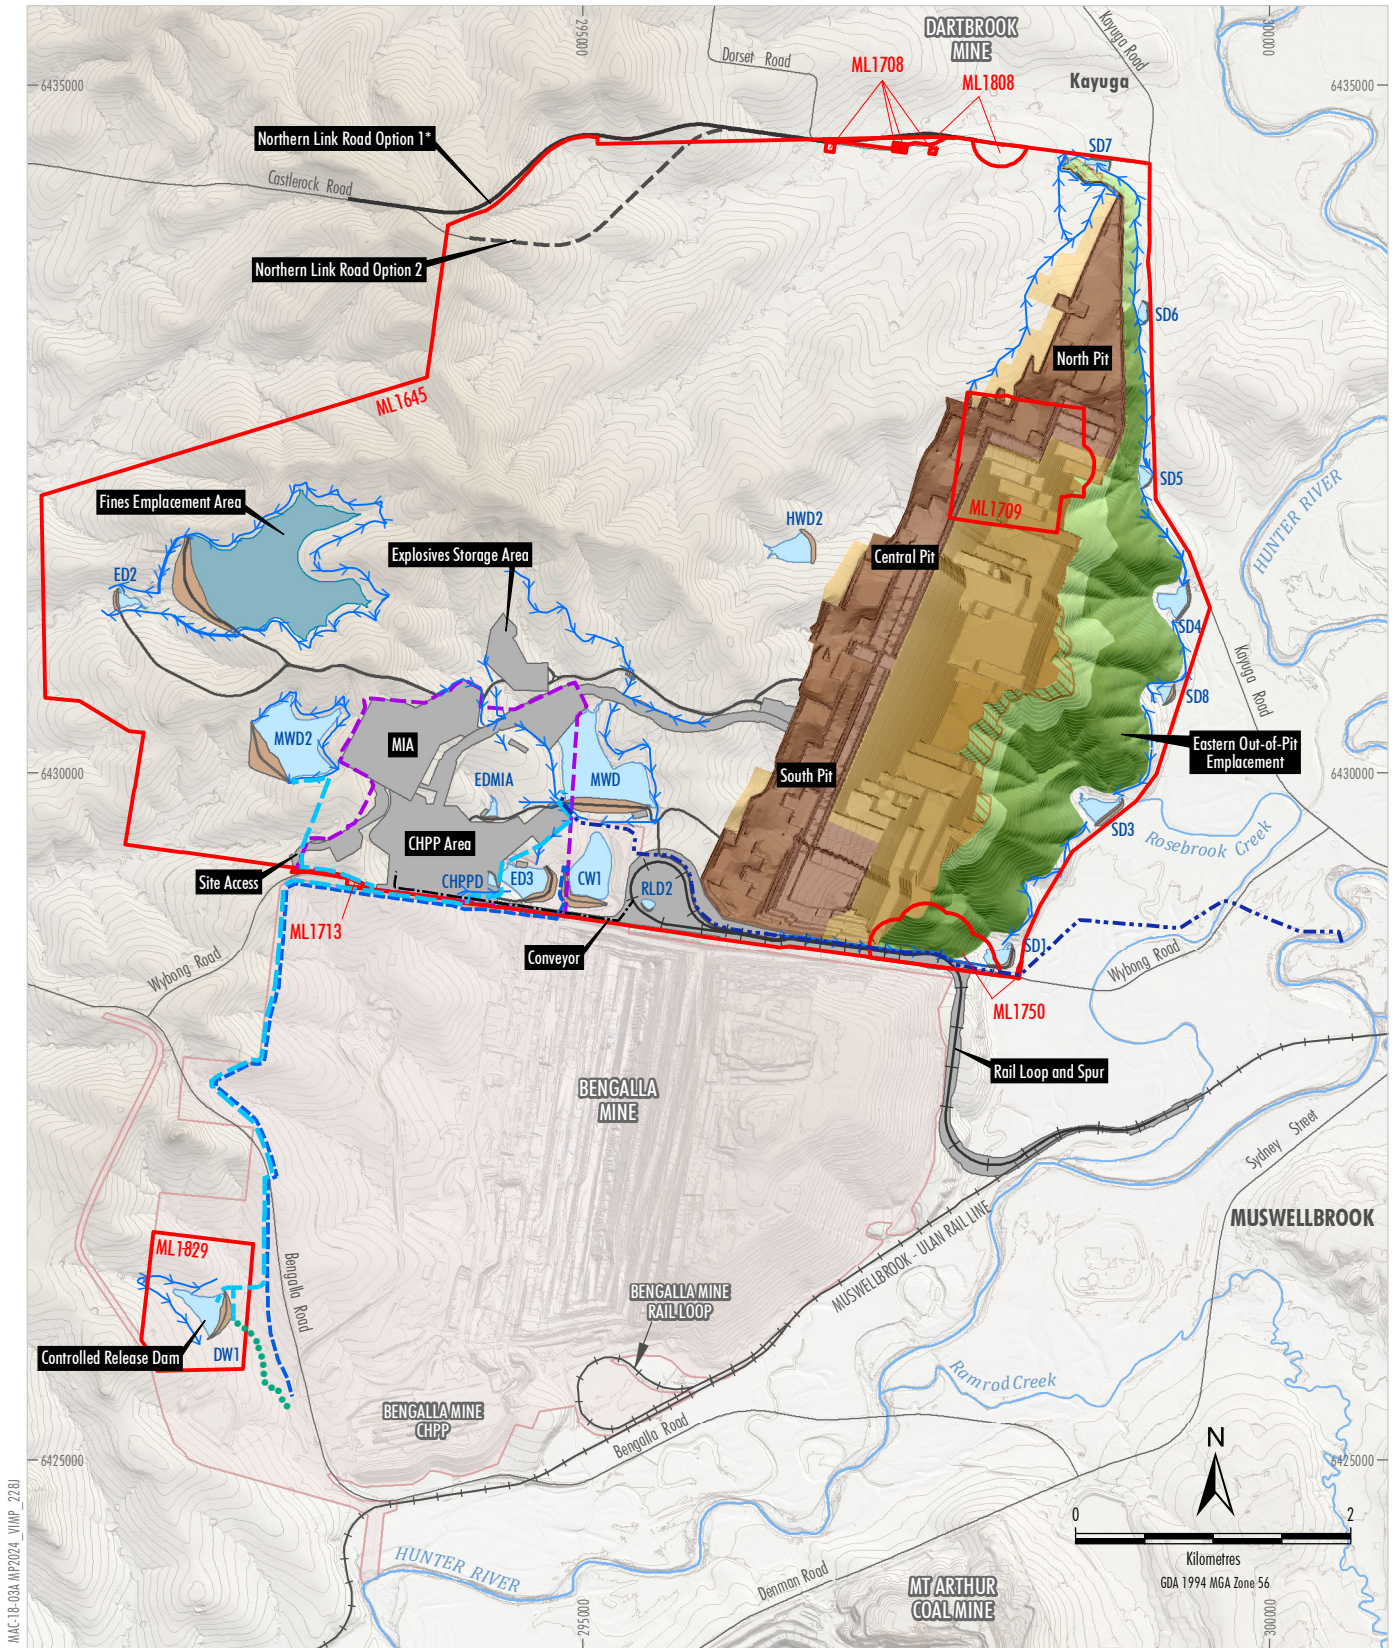 295000
300000
DARTBROOK
MINE
Kayuga Road
Dorset Road
ML1708
ML1808
Kayuga
6435000
6435000
Northern Link Road Option 1*
SD7
Castlerock Road
Northern Link Road Option 2
SD6
North Pit
ML1645
HUNTER RIVER
SD5
Fines Emplacement Area
ML1709
HWD2
Explosives Storage Area
Central Pit
ED2
SD4
Kayuga Road
SD8
MWD2
MIA
Eastern Out-of-Pit
Emplacement
6430000
EDMIA
MWD
South Pit
6430000
SD3
Rosebrook Creek
CHPP Area
Site Access
CHPPD
ED3
CW1
RLD2
ML1713
Conveyor
SD1
Wybong Road
Wybong Road
ML1750
Rail Loop and Spur
BENGALLA
MINE
Sydney Street
MUSWELLBROOK
MUSWELLBROOK - ULAN RAIL LINE
ML1829
Bengalla Road
BENGALLA MINE
RAIL LOOP
Controlled Release Dam
DW1
Ramrod Creek
BENGALLA MINE
CHPP
Bengalla Road
N
6425000
6425000
0
2
Kilometres
GDA 1994 MGA Zone 56
HUNTER RIVER
Denman Road
MT ARTHUR
COAL MINE
295000
300000
MAC-18-03A MP2024_VIMP_228J